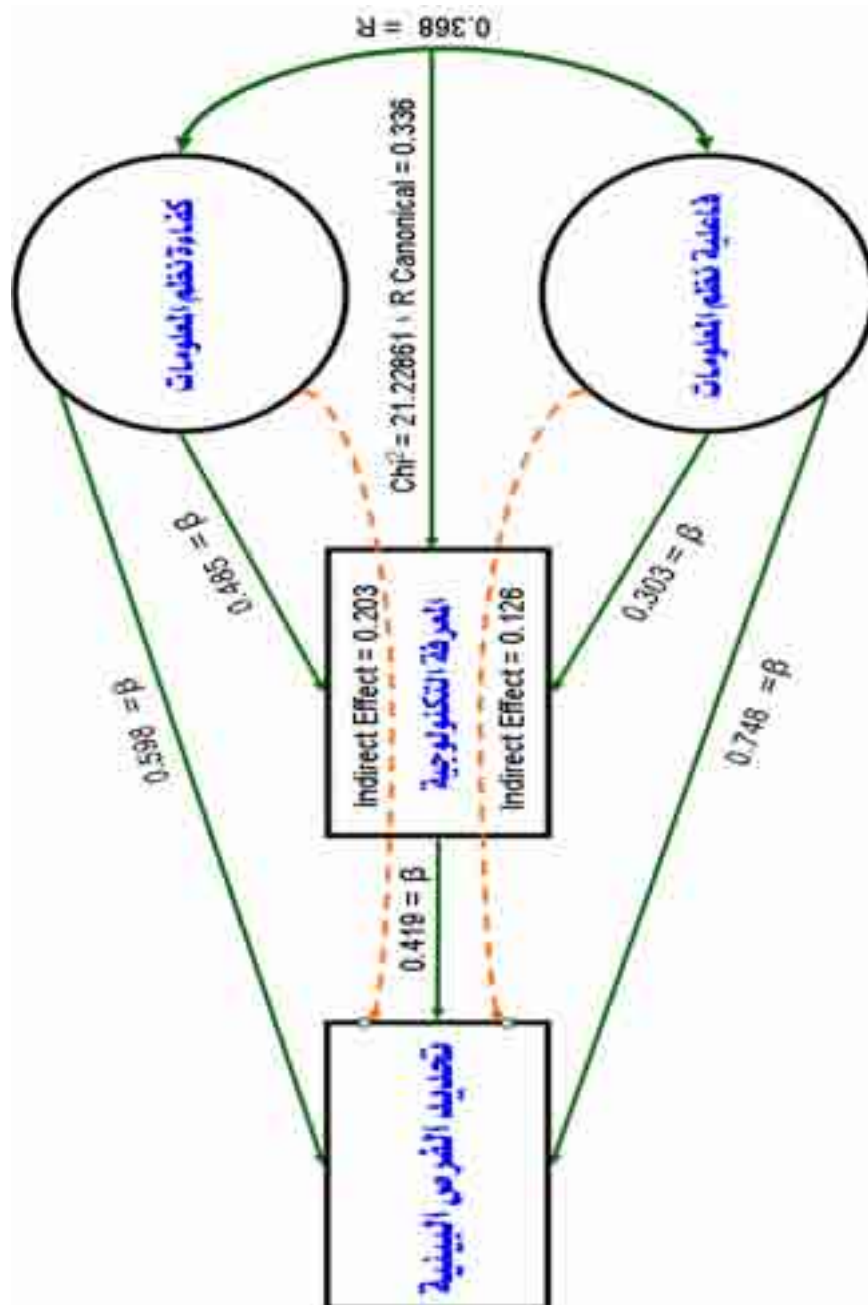 0.368 = R
كفاءة نظم المعلومات
فاعلية نظم المعلومات
Chi² = 21.22861 ، R Canonical = 0.336
0.485 = β
0.303 = β
0.598 = β
0.748 = β
Indirect Effect = 0.203
المعرفة التكنولوجية
Indirect Effect = 0.126
0.419 = β
تحديد الفرص البيئية